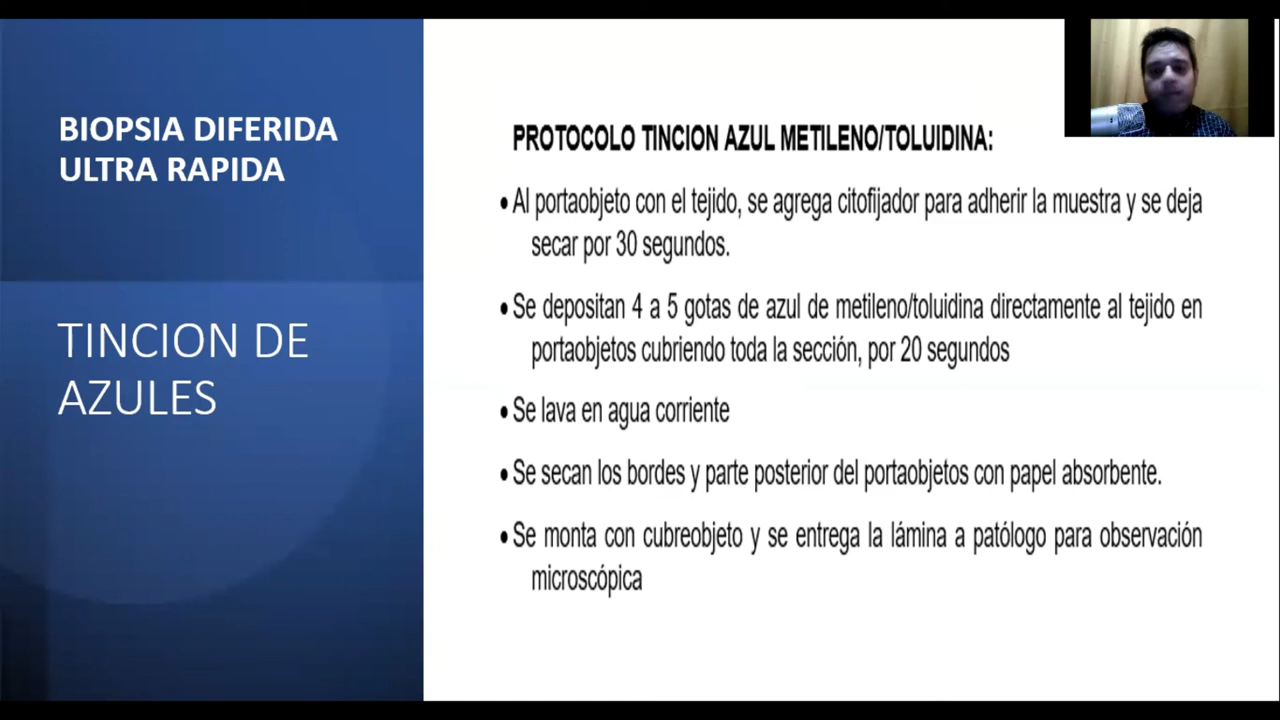 BIOPSIA DIFERIDA
ULTRA RAPIDA
TINCION DE
AZULES
PROTOCOLO TINCION AZUL METILENO/TOLUIDINA:
• Al portaobjeto con el tejido, se agrega citofijador para adherir la muestra y se deja
secar por 30 segundos.
• Se depositan 4 a 5 gotas de azul de metileno/toluidina directamente al tejido en
portaobjetos cubriendo toda la sección, por 20 segundos
• Se lava en agua corriente
• Se secan los bordes y parte posterior del portaobjetos con papel absorbente.
• Se monta con cubreobjeto y se entrega la lámina a patólogo para observación
microscópica